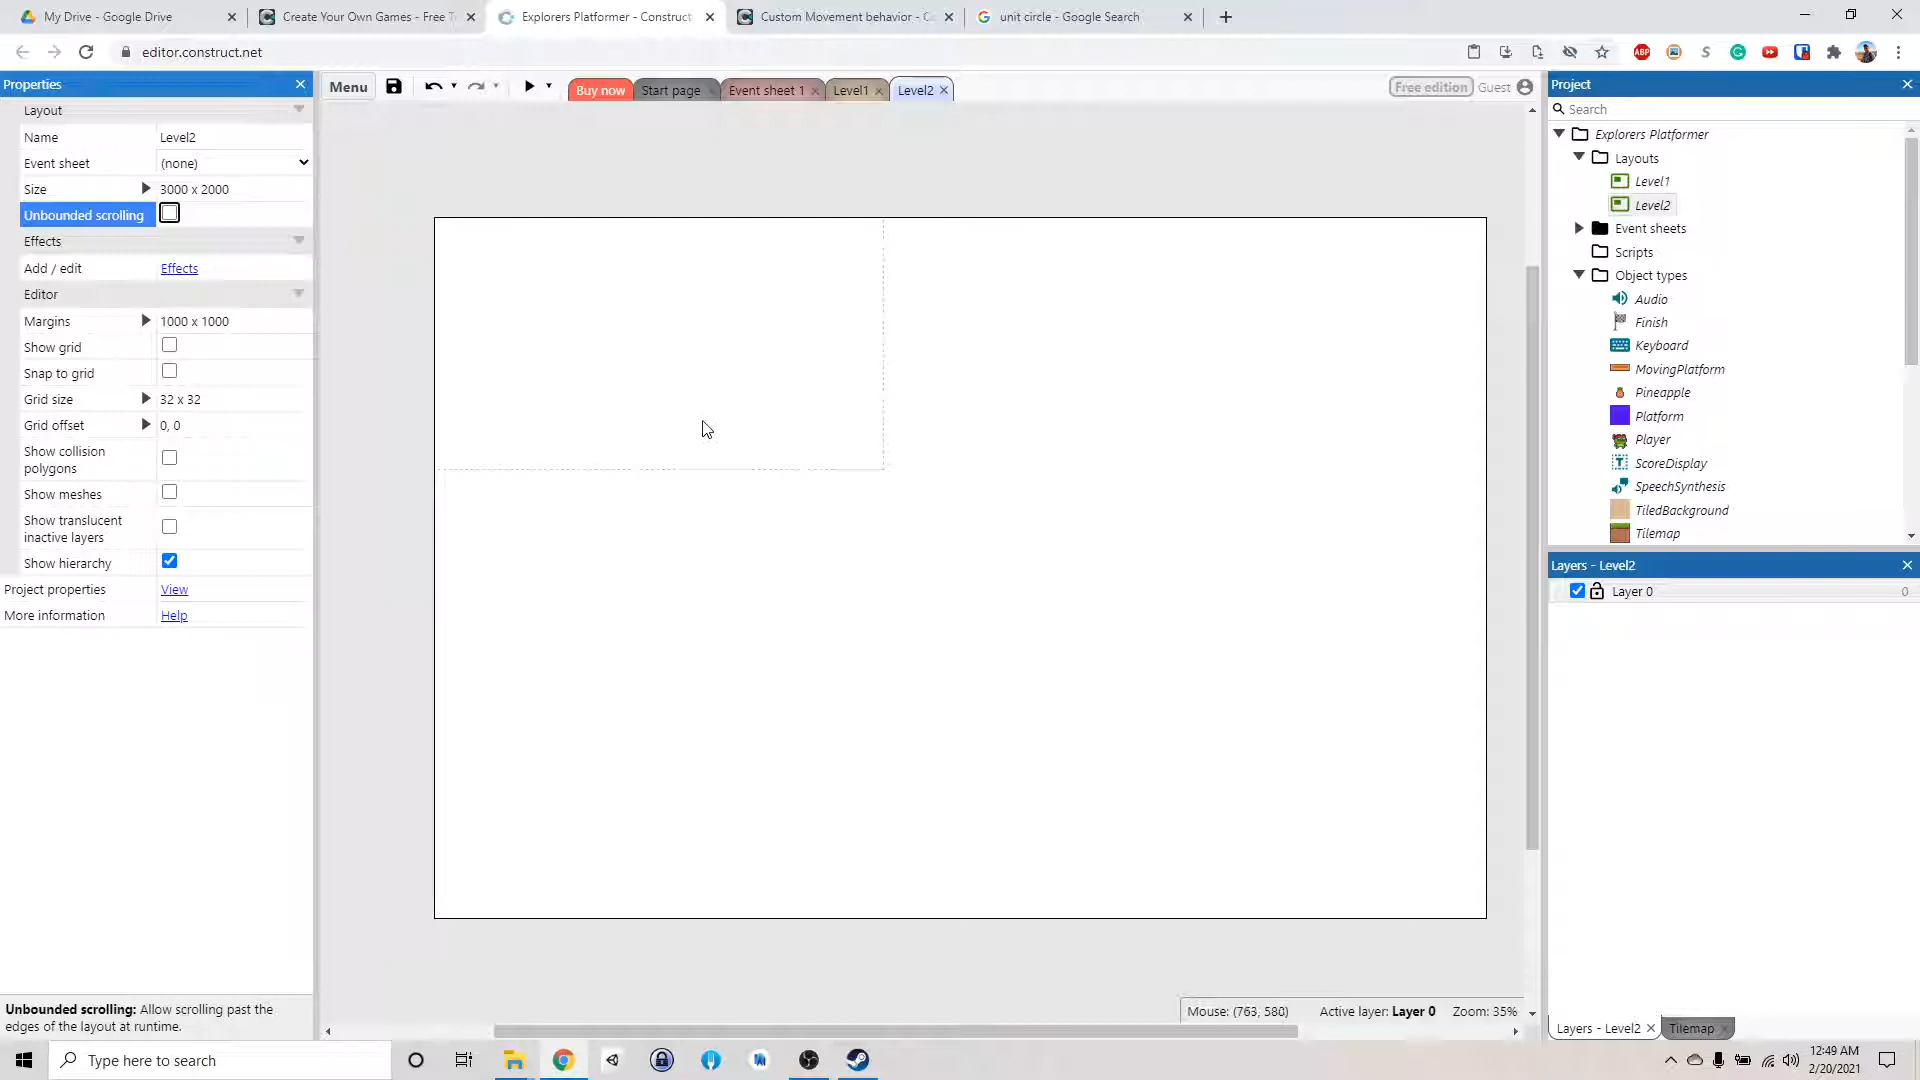 My Drive - Google Drive
Create Your Own Games - Free T
Explorers Platformer - Construct
Custom Movement behavior - C
unit circle - Google Search
editor.construct.net
ABP
Properties
Menu
Buy now
Start page
Event sheet 1
Level1
Level2
Free edition
Guest
Project
Layout
Search
Name
Level2
Event sheet
(none)
Size
3000 x 2000
Unbounded scrolling
Effects
Add / edit
Effects
Editor
Margins
1000 x 1000
Show grid
Snap to grid
Grid size
32 x 32
Grid offset
0, 0
Show collision
polygons
Show meshes
Show translucent
inactive layers
Show hierarchy
Project properties
View
More information
Help
Explorers Platformer
Layouts
Level1
Level2
Event sheets
Scripts
Object types
Audio
Finish
Keyboard
MovingPlatform
Pineapple
Platform
Player
ScoreDisplay
SpeechSynthesis
TiledBackground
Tilemap
Layers - Level2
Layer 0
0
Unbounded scrolling: Allow scrolling past the
edges of the layout at runtime.
Mouse: (763, 580)
Active layer: Layer 0
Zoom: 35%
Layers - Level2
Tilemap
Type here to search
12:49 AM
2/20/2021